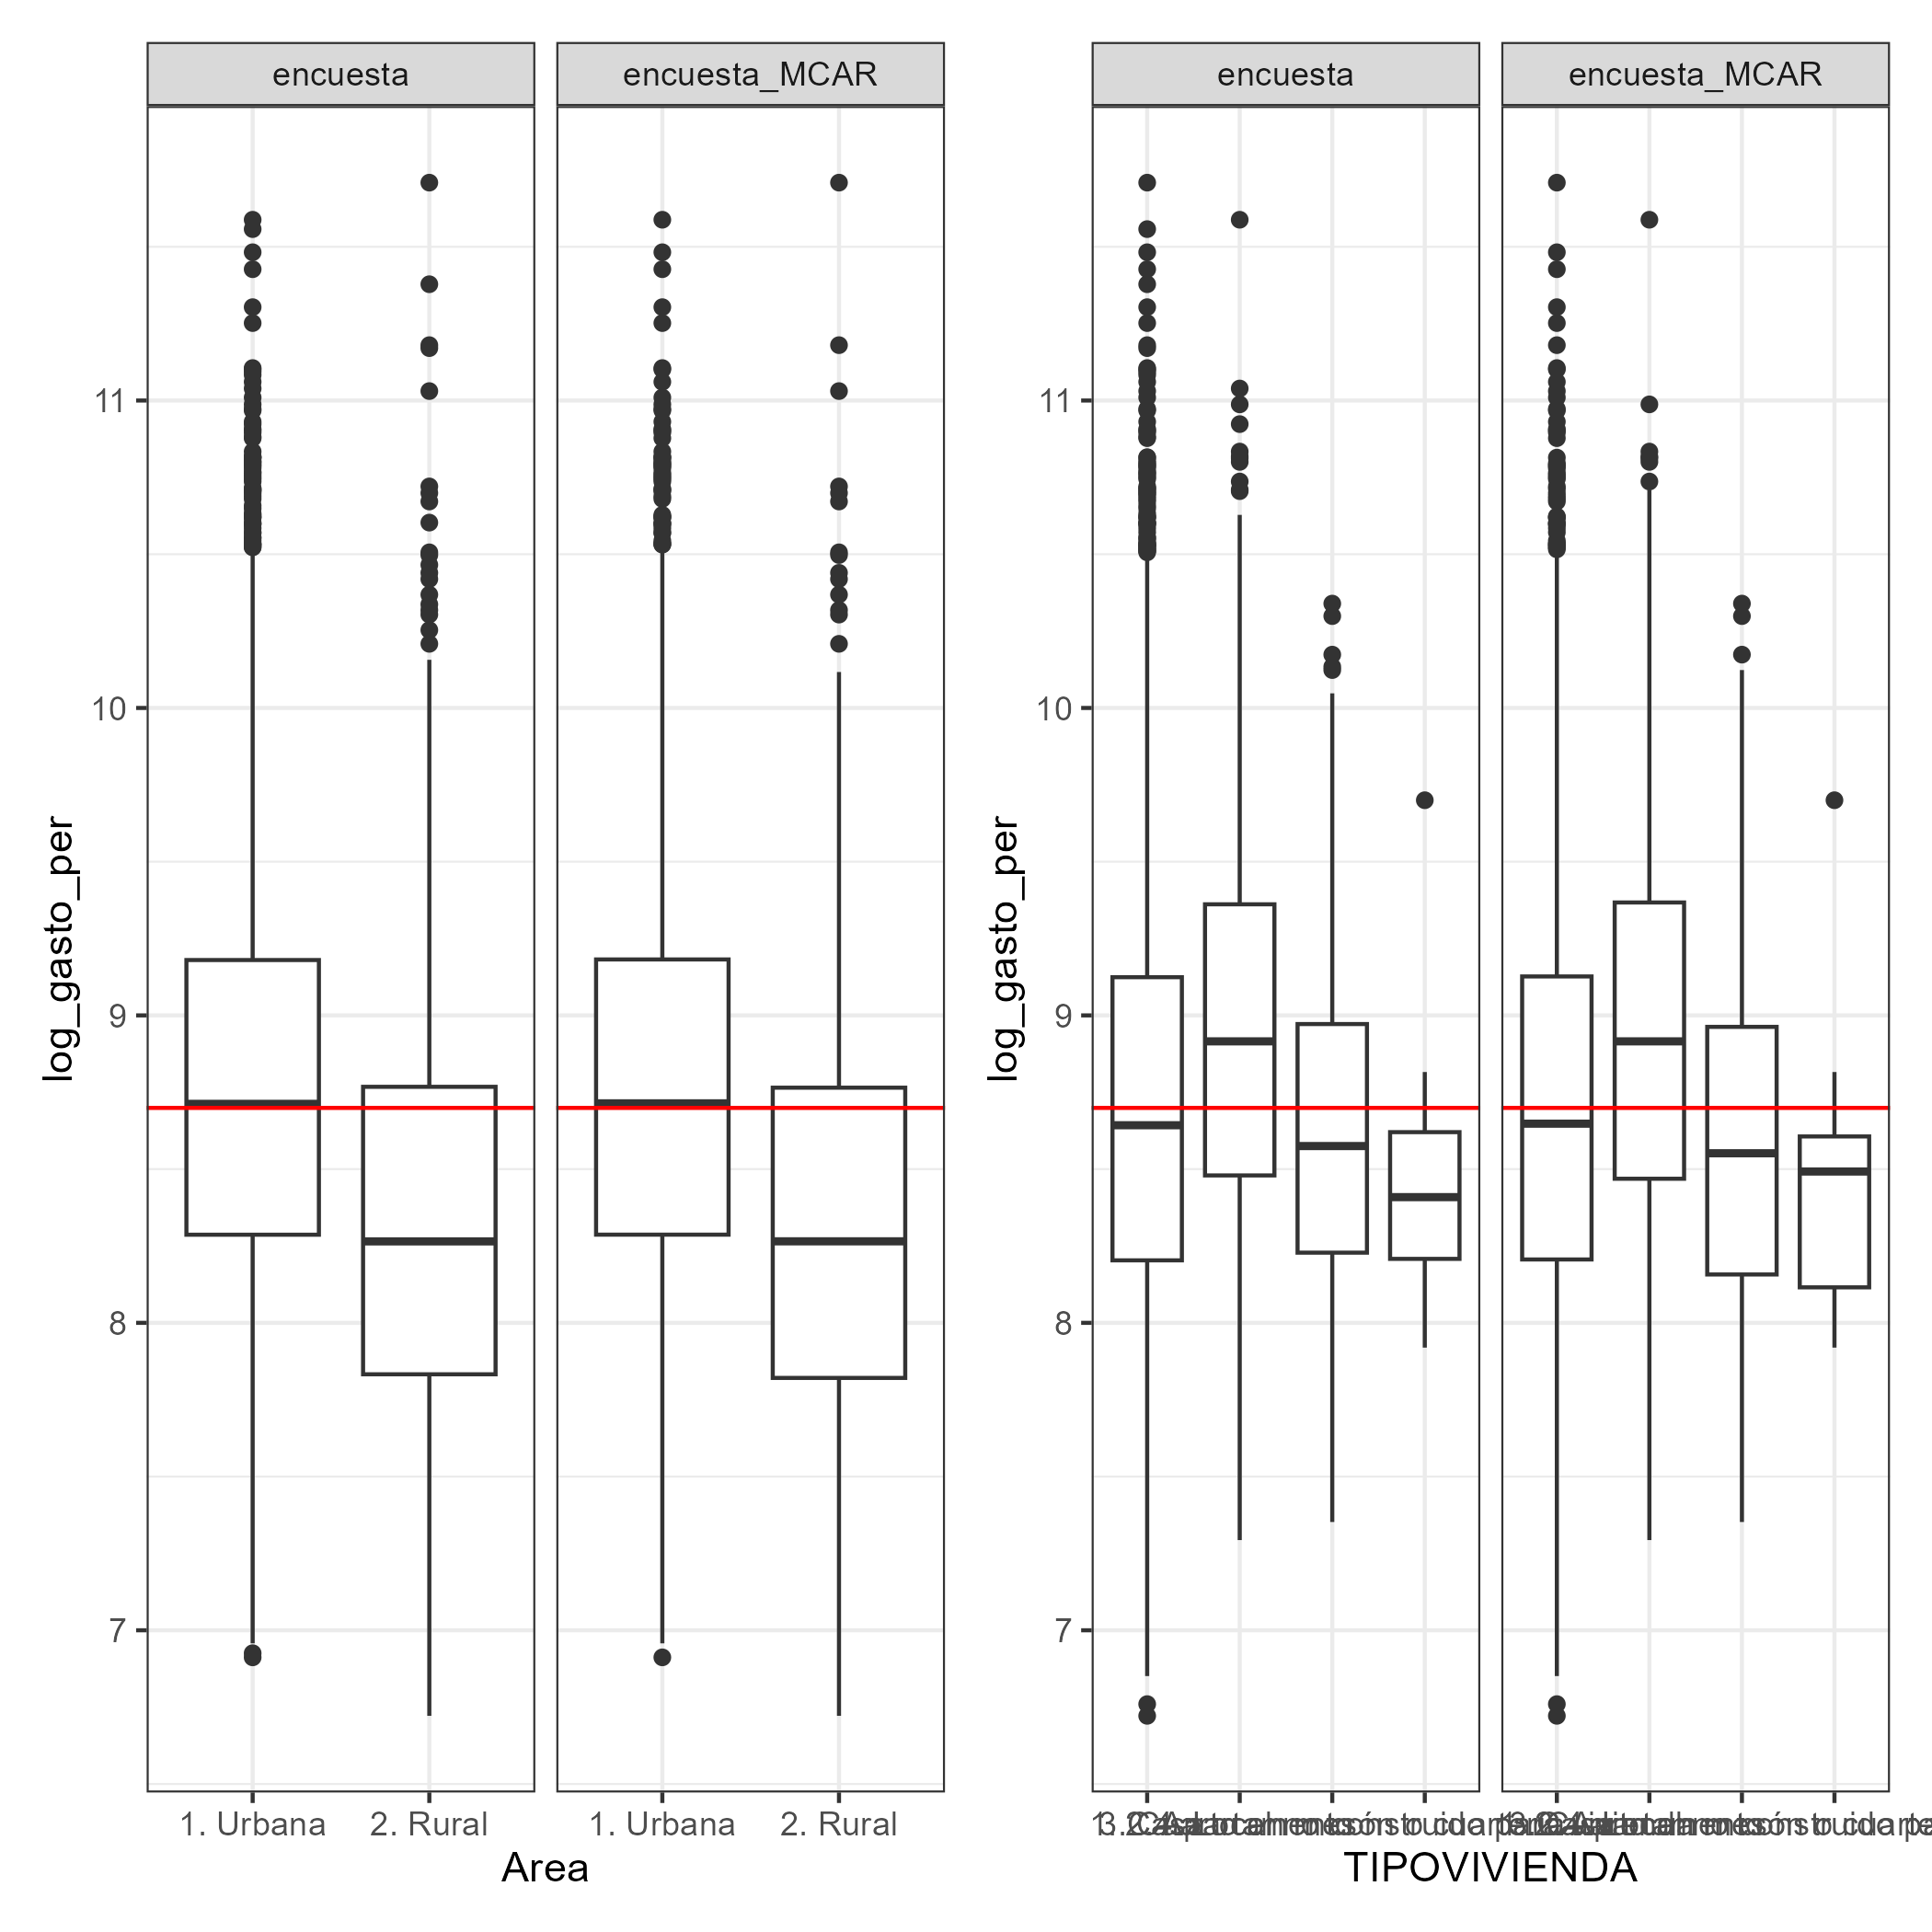 encuesta
encuesta_MCAR
encuesta
encuesta_MCAR
log_gasto_per
11
10
9
8
7
1. Urbana
2. Rural
1. Urbana
2. Rural
Area
log_gasto_per
11
10
9
8
7
TIPOVIVIENDA